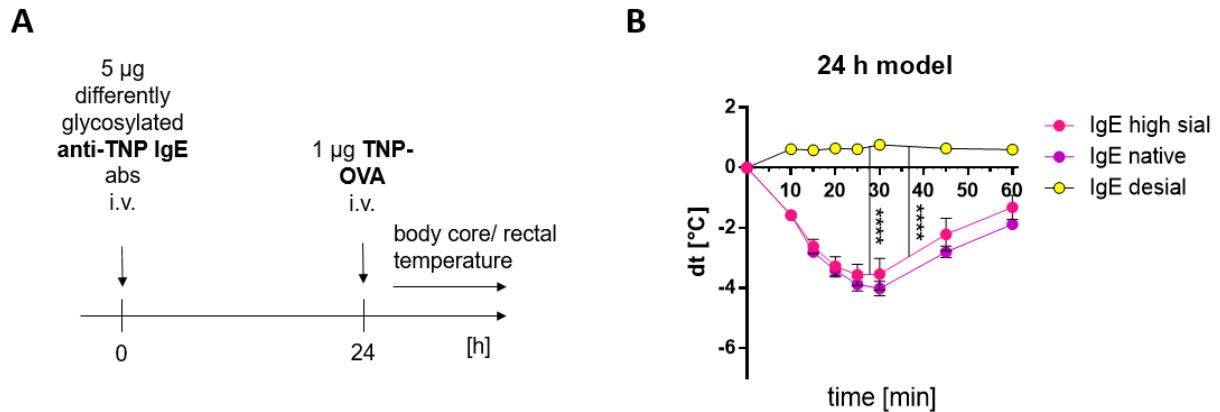 A
5 µg
differently
glycosylated
anti-TNP IgE
abs
i.v.
1 µg TNP-
OVA
i.v.
body core/ rectal
temperature
0
24
[h]
B
24 h model
2
0
-2
-4
-6
dt [°C]
10 20 30 40 50 60
****
****
time [min]
IgE high sial
IgE native
IgE desial